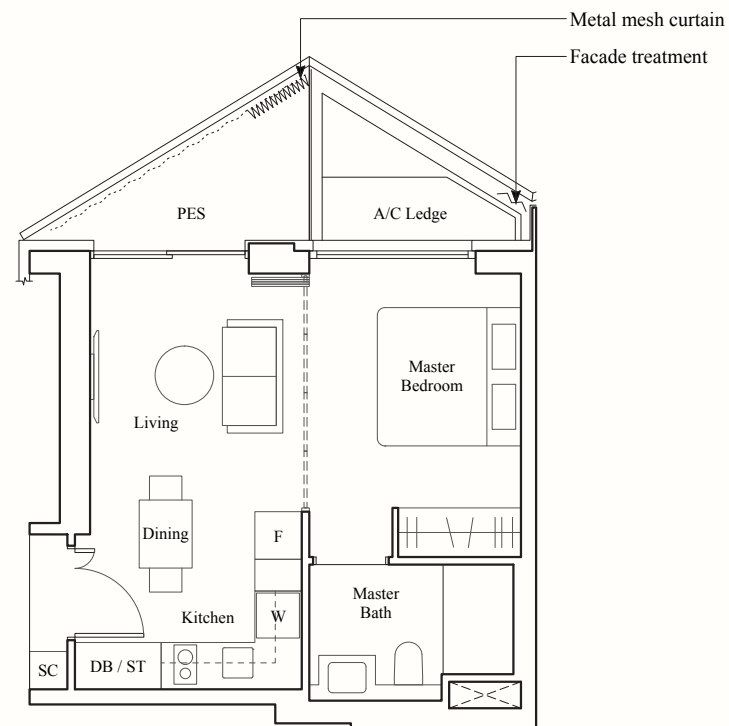 Metal mesh curtain
Facade treatment
PES
A/C Ledge
Master
Bedroom
Living
Dining
F
Master
Bath
Kitchen
W
SC
DB / ST